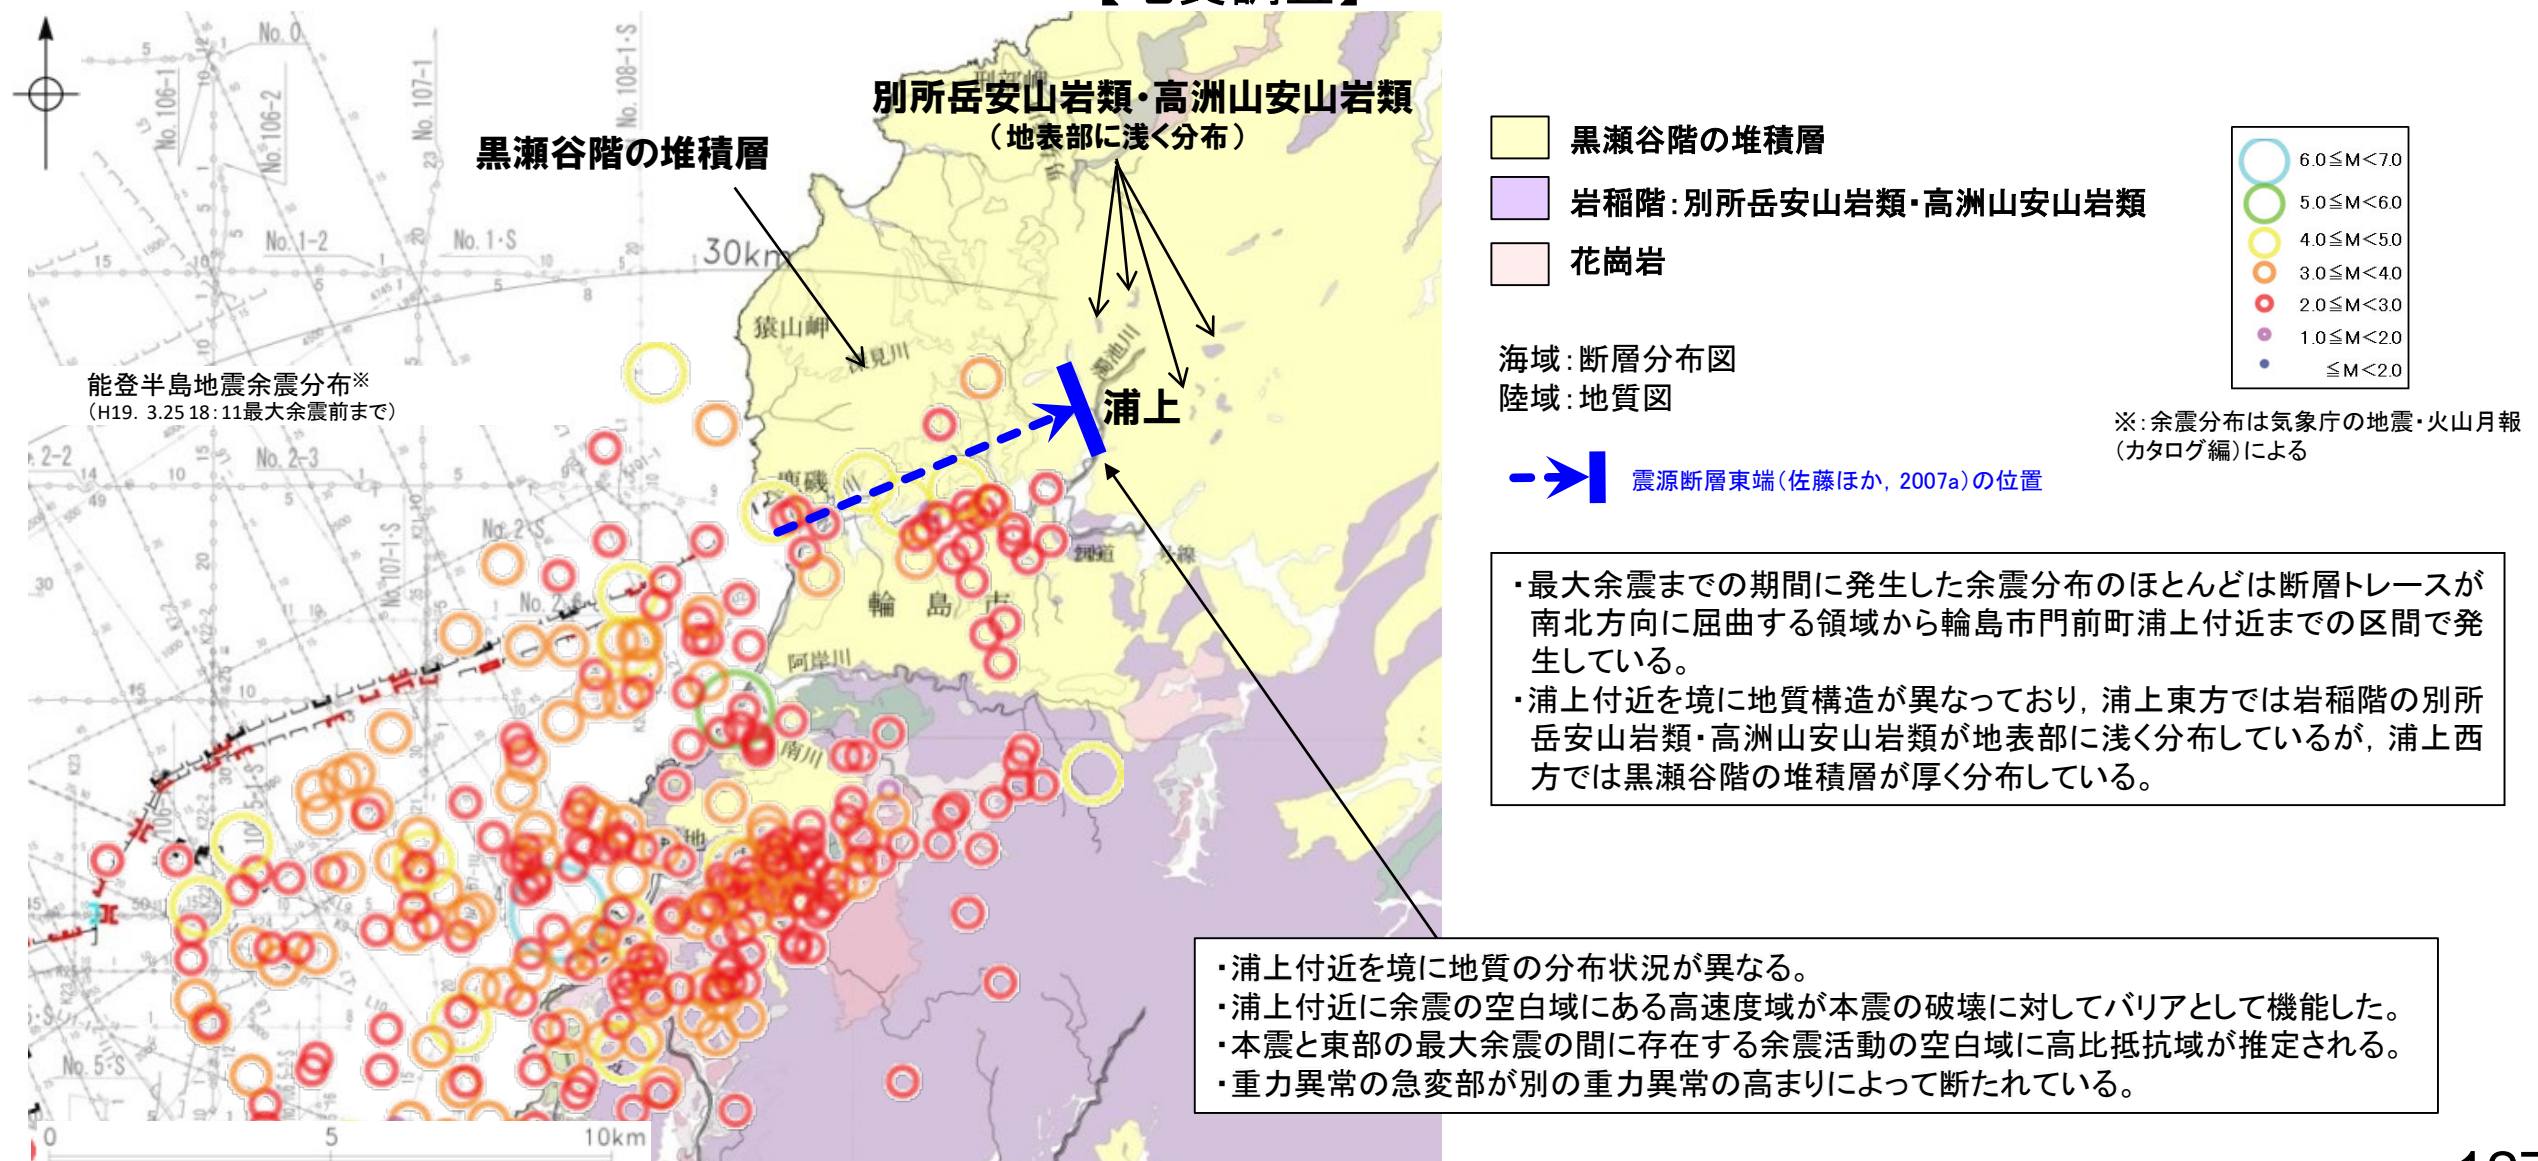 別所岳安山岩類・高洲山安山岩類
（地表部に浅く分布）
黒瀬谷階の堆積層
No. 0
No. 106-1
No. 106-2
No. 107-1
No. 108-1・S
No. 1-2
No. 1・S
30km
猿山岬
能登半島地震余震分布※
（H19. 3.25 18：11最大余震前まで）
浦上
鹿磯
No. 2-3
No. 2・S
No. 107-1・S
輪 島 市
阿岸川
南川
No. 5・S
0 5 10km
黒瀬谷階の堆積層
岩稲階：別所岳安山岩類・高洲山安山岩類
花崗岩
海域：断層分布図
陸域：地質図
震源断層東端（佐藤ほか，2007a）の位置
6.0≦M＜7.0
5.0≦M＜6.0
4.0≦M＜5.0
3.0≦M＜4.0
2.0≦M＜3.0
1.0≦M＜2.0
≦M＜2.0
※：余震分布は気象庁の地震・火山月報
（カタログ編）による
・最大余震までの期間に発生した余震分布のほとんどは断層トレースが
南北方向に屈曲する領域から輪島市門前町浦上付近までの区間で発
生している。
・浦上付近を境に地質構造が異なっており，浦上東方では岩稲階の別所
岳安山岩類・高洲山安山岩類が地表部に浅く分布しているが，浦上西
方では黒瀬谷階の堆積層が厚く分布している。
・浦上付近を境に地質の分布状況が異なる。
・浦上付近に余震の空白域にある高速度域が本震の破壊に対してバリアとして機能した。
・本震と東部の最大余震の間に存在する余震活動の空白域に高比抵抗域が推定される。
・重力異常の急変部が別の重力異常の高まりによって断たれている。